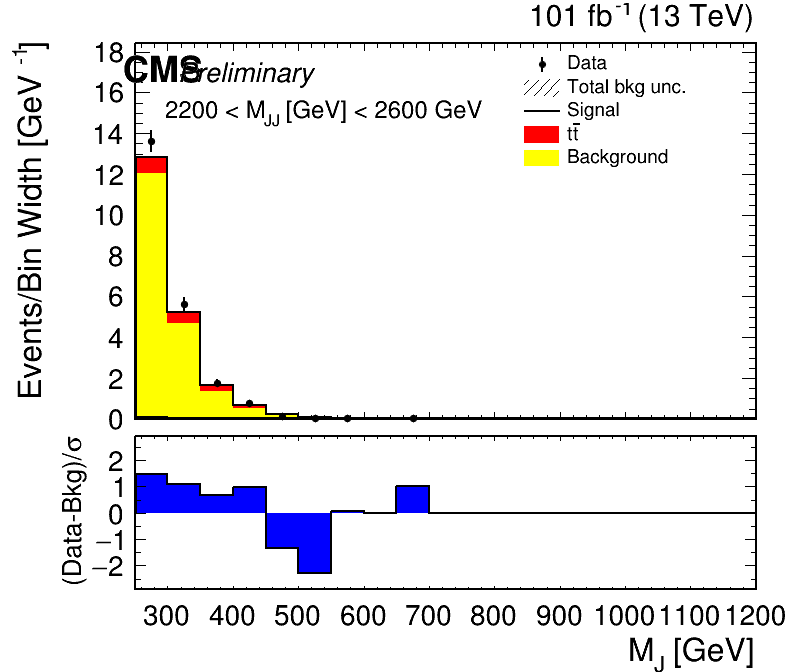 101 fb⁻¹ (13 TeV)
CMS Preliminary
2200 < M_JJ [GeV] < 2600 GeV
Data
Total bkg unc.
Signal
tt̄
Background
Events/Bin Width [GeV⁻¹]
18
16
14
12
10
8
6
4
2
0
(Data-Bkg)/σ
2
1
0
−1
−2
300 400 500 600 700 800 900 1000 1100 1200
M_J [GeV]